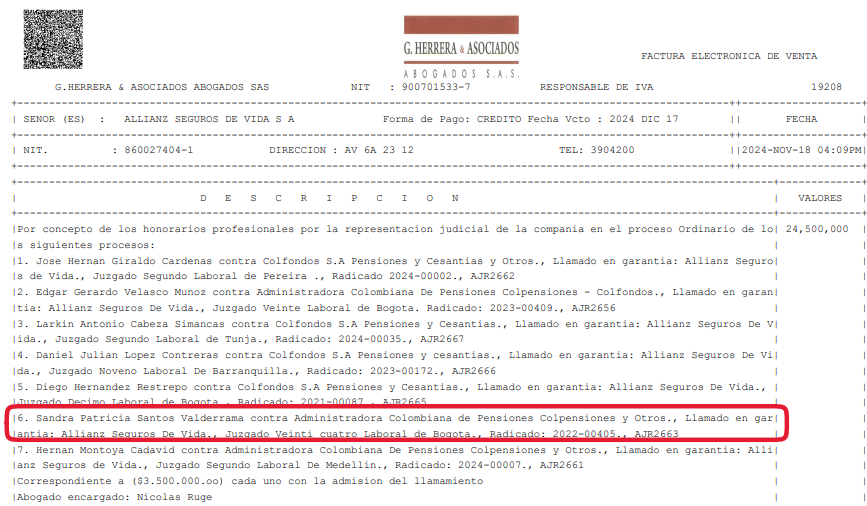 G. HERRERA & ASOCIADOS
ABOGADOS S.A.S.
FACTURA ELECTRONICA DE VENTA
G.HERRERA & ASOCIADOS ABOGADOS SAS NIT : 900701533-7 RESPONSABLE DE IVA 19208
SENOR (ES) : ALLIANZ SEGUROS DE VIDA S A Forma de Pago: CREDITO Fecha Vcto : 2024 DIC 17 FECHA
NIT. : 860027404-1 DIRECCION : AV 6A 23 12 TEL: 3904200 2024-NOV-18 04:09PM
D E S C R I P C I O N VALORES
Por concepto de los honorarios profesionales por la representacion judicial de la compania en el proceso Ordinario de lo 24,500,000
s siguientes procesos:
1. Jose Hernan Giraldo Cardenas contra Colfondos S.A Pensiones y Cesantias y Otros., Llamado en garantia: Allianz Seguro
s de Vida., Juzgado Segundo Laboral de Pereira ., Radicado 2024-00002., AJR2662
2. Edgar Gerardo Velasco Munoz contra Administradora Colombiana De Pensiones Colpensiones - Colfondos., Llamado en garan
tia: Allianz Seguros De Vida., Juzgado Veinte Laboral de Bogota. Radicado: 2023-00409., AJR2656
3. Larkin Antonio Cabeza Simancas contra Colfondos S.A Pensiones y Cesantias., Llamado en garantia: Allianz Seguros De V
ida., Juzgado Segundo Laboral de Tunja., Radicado: 2024-00035., AJR2667
4. Daniel Julian Lopez Contreras contra Colfondos S.A Pensiones y cesantias., Llamado en garantia: Allianz Seguros De Vi
da., Juzgado Noveno Laboral De Barranquilla., Radicado: 2023-00172., AJR2666
5. Diego Hernandez Restrepo contra Colfondos S.A Pensiones y Cesantias., Llamado en garantia: Allianz Seguros De Vida.,
Juzgado Decimo Laboral de Bogota., Radicado: 2021-00087., AJR2665
6. Sandra Patricia Santos Valderrama contra Administradora Colombiana de Pensiones Colpensiones y Otros., Llamado en gar
antia: Allianz Seguros De Vida., Juzgado Veinti cuatro Laboral de Bogota., Radicado: 2022-00405., AJR2663
7. Hernan Montoya Cadavid contra Administradora Colombiana De Pensiones Colpensiones y Otros., Llamado en garantia: Alli
anz Seguros de Vida., Juzgado Segundo Laboral De Medellin., Radicado: 2024-00007., AJR2661
Correspondiente a ($3.500.000.oo) cada uno con la admision del llamamiento
Abogado encargado: Nicolas Ruge